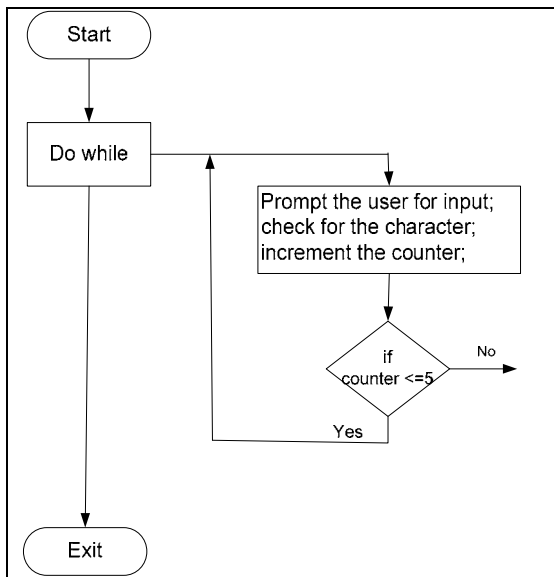 Start
Do while
Prompt the user for input;
check for the character;
increment the counter;
if
counter <=5
No
Yes
Exit